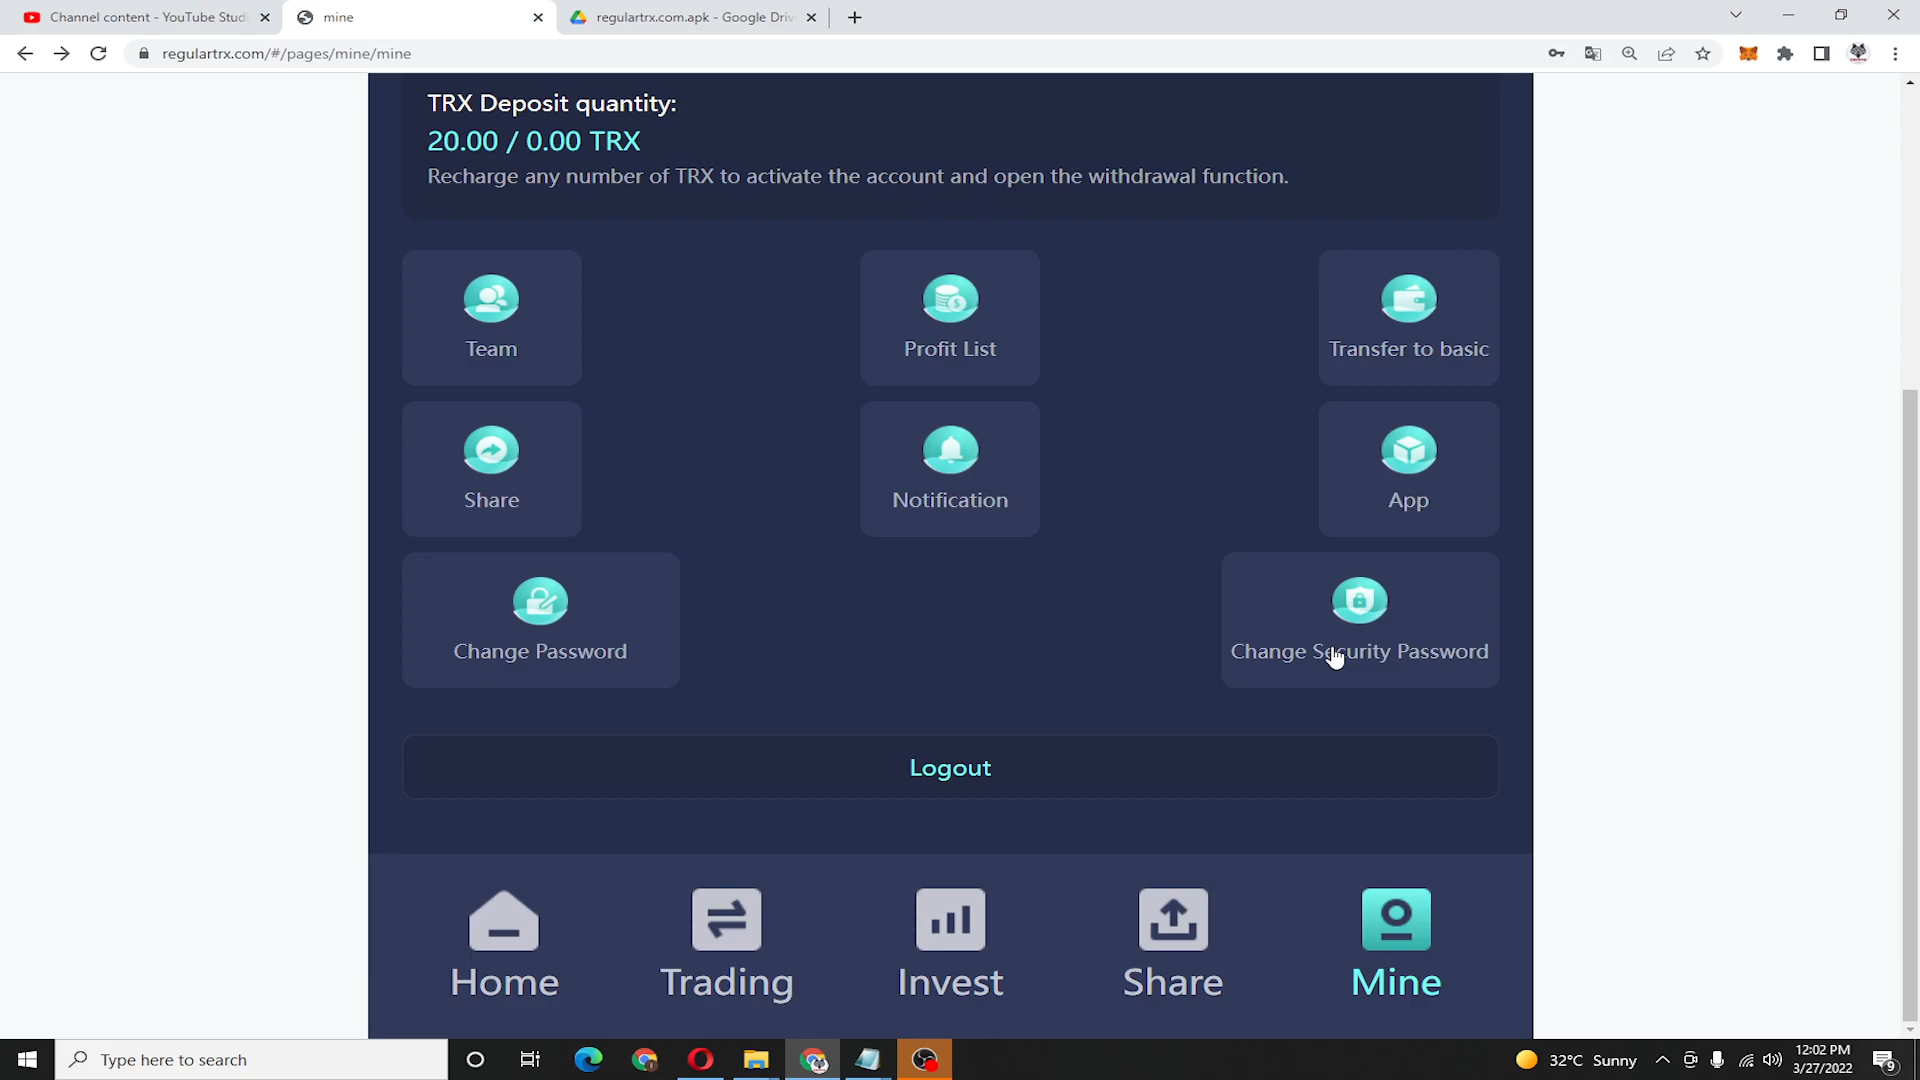 Channel content - YouTube Stud
mine
regulartrx.com.apk - Google Driv
regulartrx.com/#/pages/mine/mine
TRX Deposit quantity:
20.00 / 0.00 TRX
Recharge any number of TRX to activate the account and open the withdrawal function.
Team
Profit List
Transfer to basic
Share
Notification
App
Change Password
Change Security Password
Logout
Home
Trading
Invest
Share
Mine
Type here to search
32°C Sunny
12:02 PM
3/27/2022
9